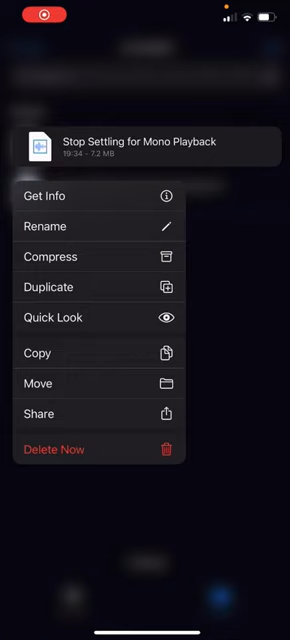 Stop Settling for Mono Playback
19:34 - 7.2 MB
Get Info
Rename
Compress
Duplicate
Quick Look
Copy
Move
Share
Delete Now